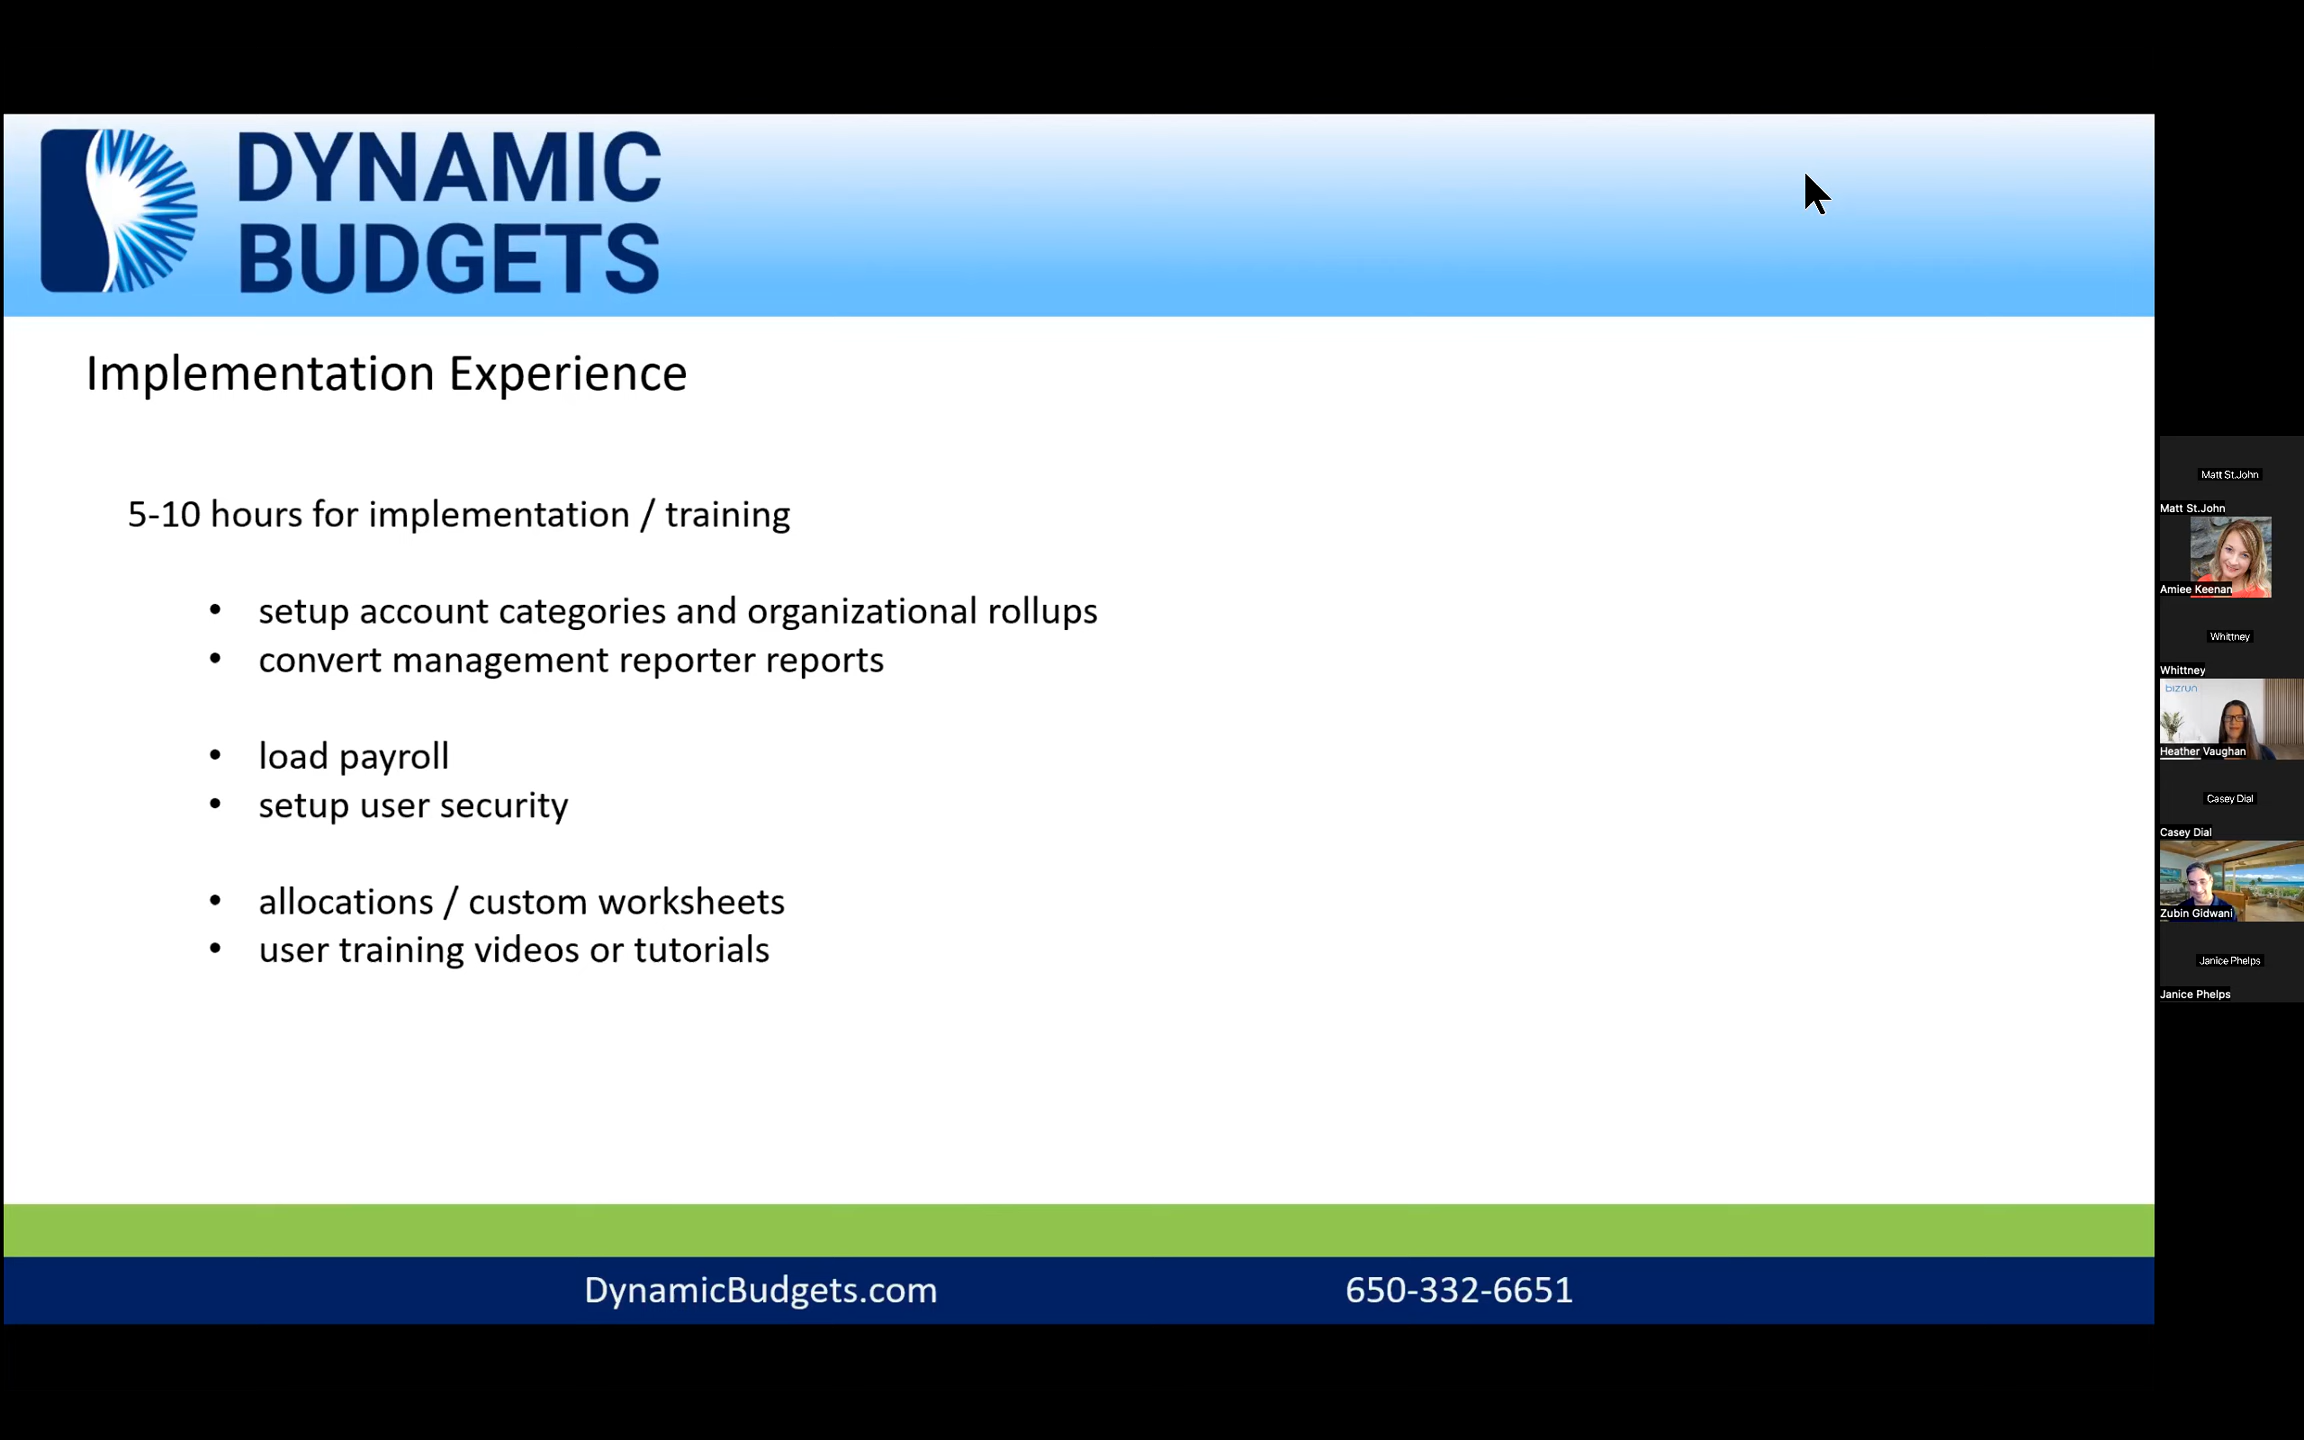 DYNAMIC
BUDGETS
Implementation Experience
5-10 hours for implementation / training
• setup account categories and organizational rollups
• convert management reporter reports
• load payroll
• setup user security
• allocations / custom worksheets
• user training videos or tutorials
DynamicBudgets.com
650-332-6651
Matt St.John
Matt St.John
Amiee Keenan
Whittney
Whittney
bizrun
Heather Vaughan
Casey Dial
Casey Dial
Zubin Gidwani
Janice Phelps
Janice Phelps